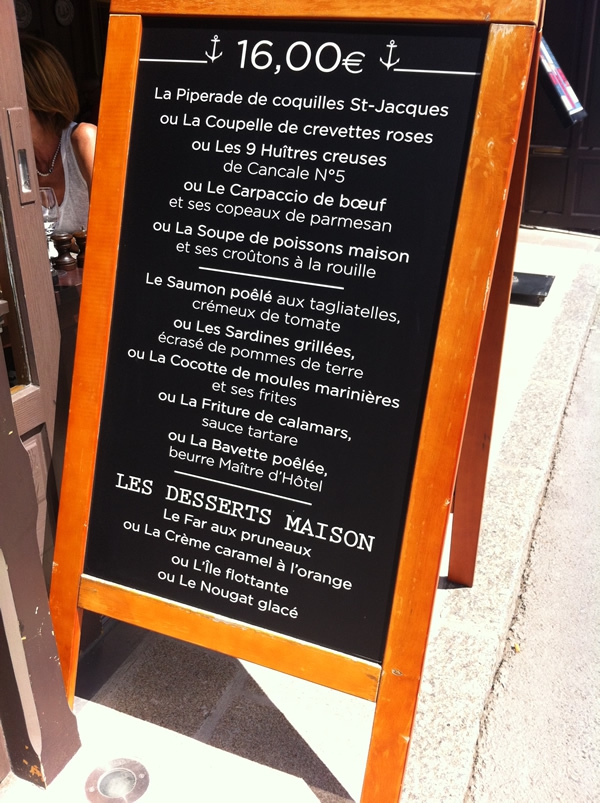 16,00€
La Piperade de coquilles St-Jacques
ou La Coupelle de crevettes roses
ou Les 9 Huîtres creuses
de Cancale N°5
ou Le Carpaccio de bœuf
et ses copeaux de parmesan
ou La Soupe de poissons maison
et ses croûtons à la rouille
Le Saumon poêlé aux tagliatelles,
crémeux de tomate
ou Les Sardines grillées,
écrasé de pommes de terre
ou La Cocotte de moules marinières
et ses frites
ou La Friture de calamars,
sauce tartare
ou La Bavette poêlée,
beurre Maître d'Hôtel
LES DESSERTS MAISON
Le Far aux pruneaux
ou La Crème caramel à l'orange
ou L'Île flottante
ou Le Nougat glacé